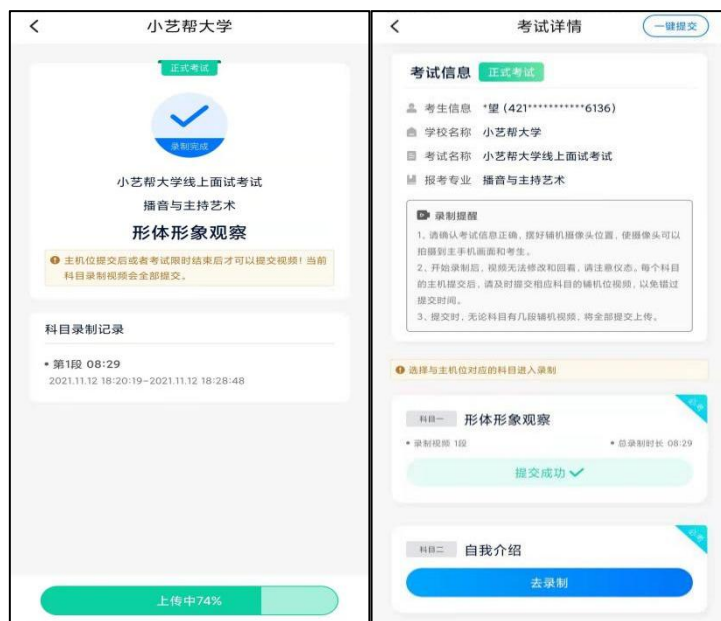 小艺帮大学
正式考试
录制完成
小艺帮大学线上面试考试
播音与主持艺术
形体形象观察
主机位提交后或者考试限时结束后才可以提交视频！当前
科目录制视频会全部提交。
科目录制记录
• 第1段 08:29
2021.11.12 18:20:19~2021.11.12 18:28:48
上传中74%
考试详情
一键提交
考试信息 正式考试
考生信息 *望 (421***********6136)
学校名称 小艺帮大学
考试名称 小艺帮大学线上面试考试
报考专业 播音与主持艺术
录制提醒
1、请确认考试信息正确，摆好辅机摄像头位置，使摄像头可以
拍摄到主手机画面和考生。
2、开始录制后，视频无法修改和回看，请注意仪态。每个科目
的主机提交后，请及时提交相应科目的辅机位视频，以免错过
提交时间。
3、提交时，无论科目有几段辅机视频，将全部提交上传。
选择与主机位对应的科目进入录制
必考
科目一 形体形象观察
• 录制视频 1段 • 总录制时长 08:29
提交成功
必考
科目二 自我介绍
去录制